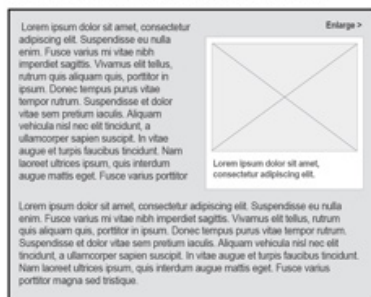 Lorem ipsum dolor sit amet, consectetur
adipiscing elit. Suspendisse eu nulla
enim. Fusce varius mi vitae nibh
imperdiet sagittis. Vivamus elit tellus,
rutrum quis aliquam quis, porttitor in
ipsum. Donec tempus purus vitae
tempor rutrum. Suspendisse et dolor
vitae sem pretium iaculis. Aliquam
vehicula nisl nec elit tincidunt, a
ullamcorper sapien suscipit. In vitae
augue et turpis faucibus tincidunt. Nam
laoreet ultrices ipsum, quis interdum
augue mattis eget. Fusce varius porttitor
Enlarge >
Lorem ipsum dolor sit amet,
consectetur adipiscing elit.
Lorem ipsum dolor sit amet, consectetur adipiscing elit. Suspendisse eu nulla
enim. Fusce varius mi vitae nibh imperdiet sagittis. Vivamus elit tellus, rutrum
quis aliquam quis, porttitor in ipsum. Donec tempus purus vitae tempor rutrum.
Suspendisse et dolor vitae sem pretium iaculis. Aliquam vehicula nisl nec elit
tincidunt, a ullamcorper sapien suscipit. In vitae augue et turpis faucibus tincidunt.
Nam laoreet ultrices ipsum, quis interdum augue mattis eget. Fusce varius
porttitor magna sed tristique.